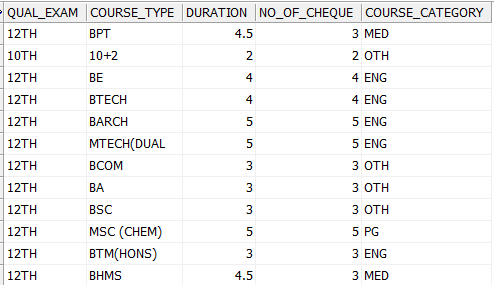 QUAL_EXAM COURSE_TYPE DURATION NO_OF_CHEQUE COURSE_CATEGORY
12TH BPT 4.5 3 MED
10TH 10+2 2 2 OTH
12TH BE 4 4 ENG
12TH BTECH 4 4 ENG
12TH BARCH 5 5 ENG
12TH MTECH(DUAL 5 5 ENG
12TH BCOM 3 3 OTH
12TH BA 3 3 OTH
12TH BSC 3 3 OTH
12TH MSC (CHEM) 5 5 PG
12TH BTM(HONS) 3 3 ENG
12TH BHMS 4.5 3 MED